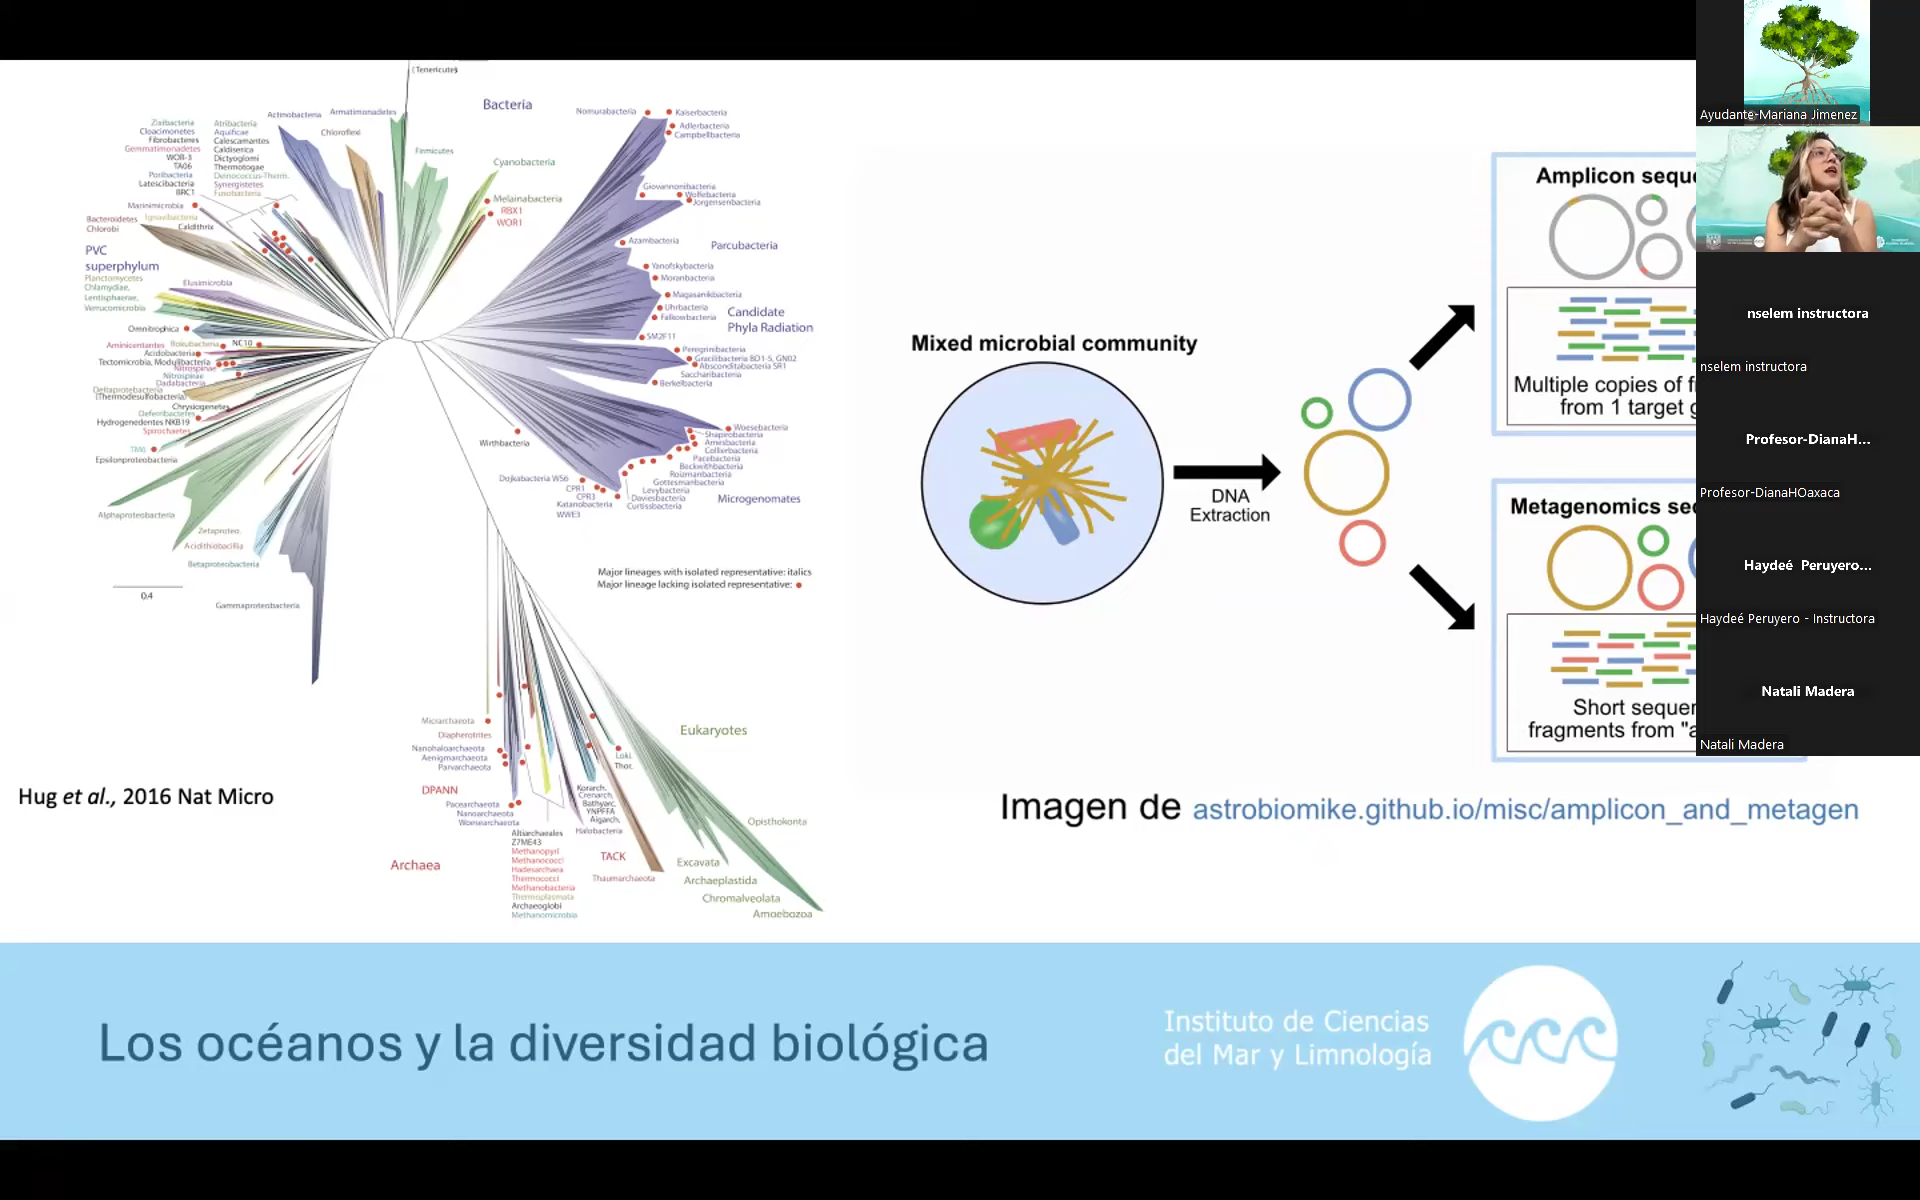 (Tenericutes)
Bacteria
Nomurabacteria
Kaiserbacteria
Adlerbacteria
Campbellbacteria
Actinobacteria
Armatimonadetes
Zixibacteria
Cloacimonetes
Fibrobacteres
Gemmatimonadetes
WOR-3
TA06
Poribacteria
Latescibacteria
BRC1
Atribacteria
Aquificae
Calescamantes
Caldiserica
Dictyoglomi
Thermotogae
Deinococcus-Therm.
Synergistetes
Fusobacteria
Chloroflexi
Firmicutes
Cyanobacteria
Melainabacteria
RBX1
WOR1
Giovannonibacteria
Wolfebacteria
Jorgensenbacteria
Marinimicrobia
Bacteroidetes
Chlorobi
Ignavibacteria
Caldithrix
Azambacteria
Parcubacteria
PVC
superphylum
Planctomycetes
Chlamydiae,
Lentisphaerae,
Verrucomicrobia
Yanofskybacteria
Moranbacteria
Elusimicrobia
Magasanikbacteria
Uhrbacteria
Falkowbacteria
Candidate
Phyla Radiation
Omnitrophica
SM2F11
Aminicentantes
Rokubacteria
NC10
Acidobacteria
Tectomicrobia, Modulibacteria
Nitrospinae
Nitrospirae
Dadabacteria
Deltaproteobacteria
(Thermodesulfobacteria)
Chrysiogenetes
Deferribacteres
Hydrogenedentes NKB19
Spirochaetes
TM6
Epsilonproteobacteria
Peregrinibacteria
Gracilibacteria BD1-5, GN02
Absconditabacteria SR1
Saccharibacteria
Berkelbacteria
Wirthbacteria
Woesebacteria
Shapirobacteria
Amesbacteria
Collierbacteria
Pacebacteria
Beckwithbacteria
Roizmanbacteria
Gottesmanbacteria
Levybacteria
Daviesbacteria
Curtissbacteria
Dojkabacteria WS6
CPR1
CPR3
Katanobacteria
WWE3
Microgenomates
Alphaproteobacteria
Zetaproteo.
Acidithiobacillia
Betaproteobacteria
Gammaproteobacteria
0.4
Major lineages with isolated representative: italics
Major lineage lacking isolated representative:
Micrarchaeota
Diapherotrites
Nanohaloarchaeota
Aenigmarchaeota
Parvarchaeota
DPANN
Pacearchaeota
Nanoarchaeota
Woesearchaeota
Archaea
Altiarchaeales
Z7ME43
Methanopyri
Methanococci
Hadesarchaea
Thermococci
Methanobacteria
Thermoplasmata
Archaeoglobi
Methanomicrobia
Halobacteria
Loki.
Thor.
Korarch.
Crenarch.
Bathyarc.
YNPFFA
Aigarch.
TACK
Thaumarchaeota
Eukaryotes
Opisthokonta
Excavata
Archaeplastida
Chromalveolata
Amoebozoa
Hug et al., 2016 Nat Micro
Mixed microbial community
DNA
Extraction
Amplicon sequ
Multiple copies of f
from 1 target g
Metagenomics sec
Short sequer
fragments from "a
Imagen de astrobiomike.github.io/misc/amplicon_and_metagen
Los océanos y la diversidad biológica
Instituto de Ciencias
del Mar y Limnología
Ayudante-Mariana Jimenez
nselem instructora
nselem instructora
Profesor-DianaH...
Profesor-DianaHOaxaca
Haydeé Peruyero...
Haydeé Peruyero - Instructora
Natali Madera
Natali Madera